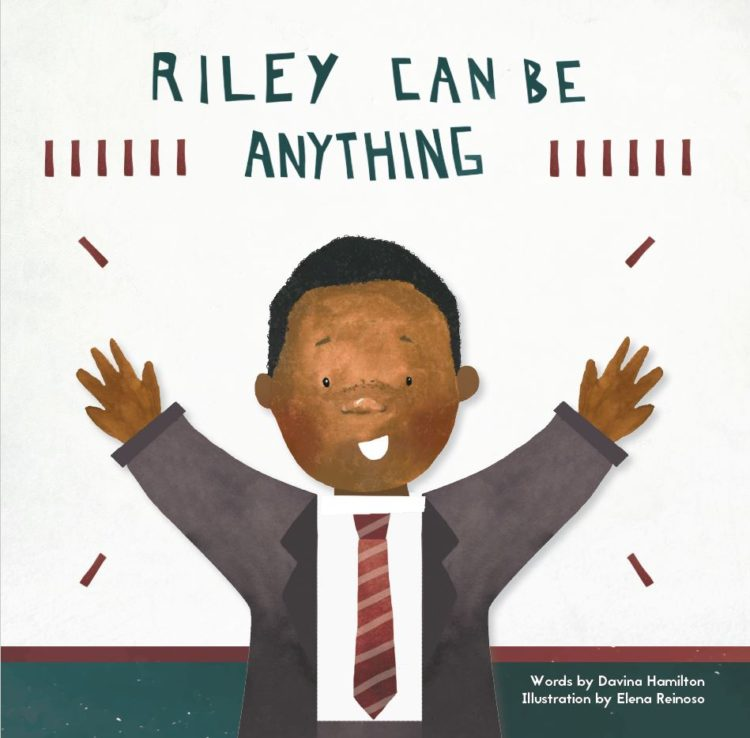 RILEY CAN BE
ANYTHING
Words by Davina Hamilton
Illustration by Elena Reinoso